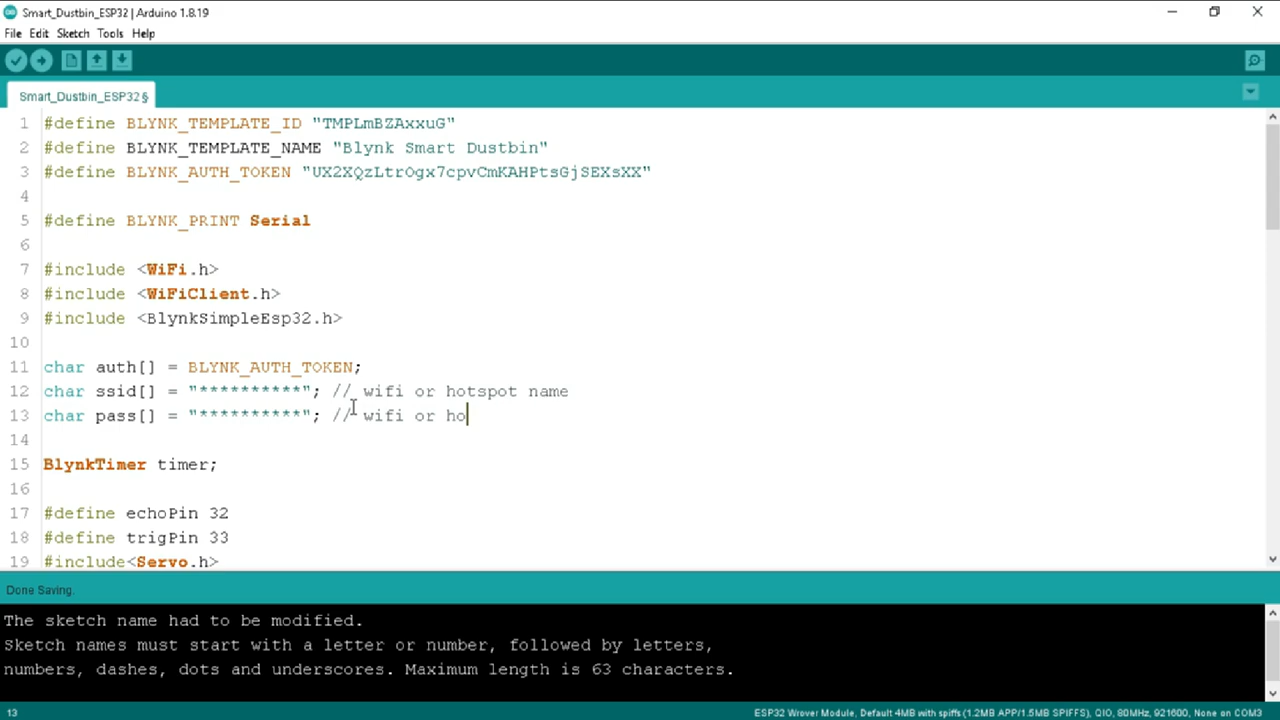 Smart_Dustbin_ESP32 | Arduino 1.8.19
File Edit Sketch Tools Help
Smart_Dustbin_ESP32§
1 #define BLYNK_TEMPLATE_ID "TMPLmBZAxxuG"
2 #define BLYNK_TEMPLATE_NAME "Blynk Smart Dustbin"
3 #define BLYNK_AUTH_TOKEN "UX2XQzLtrOgx7cpvCmKAHPtsGjSEXsXX"
4
5 #define BLYNK_PRINT Serial
6
7 #include <WiFi.h>
8 #include <WiFiClient.h>
9 #include <BlynkSimpleEsp32.h>
10
11 char auth[] = BLYNK_AUTH_TOKEN;
12 char ssid[] = "**********"; // wifi or hotspot name
13 char pass[] = "**********"; // wifi or ho
14
15 BlynkTimer timer;
16
17 #define echoPin 32
18 #define trigPin 33
19 #include<Servo.h>
Done Saving.
The sketch name had to be modified.
Sketch names must start with a letter or number, followed by letters,
numbers, dashes, dots and underscores. Maximum length is 63 characters.
13 ESP32 Wrover Module, Default 4MB with spiffs (1.2MB APP/1.5MB SPIFFS), QIO, 80MHz, 921600, None on COM3